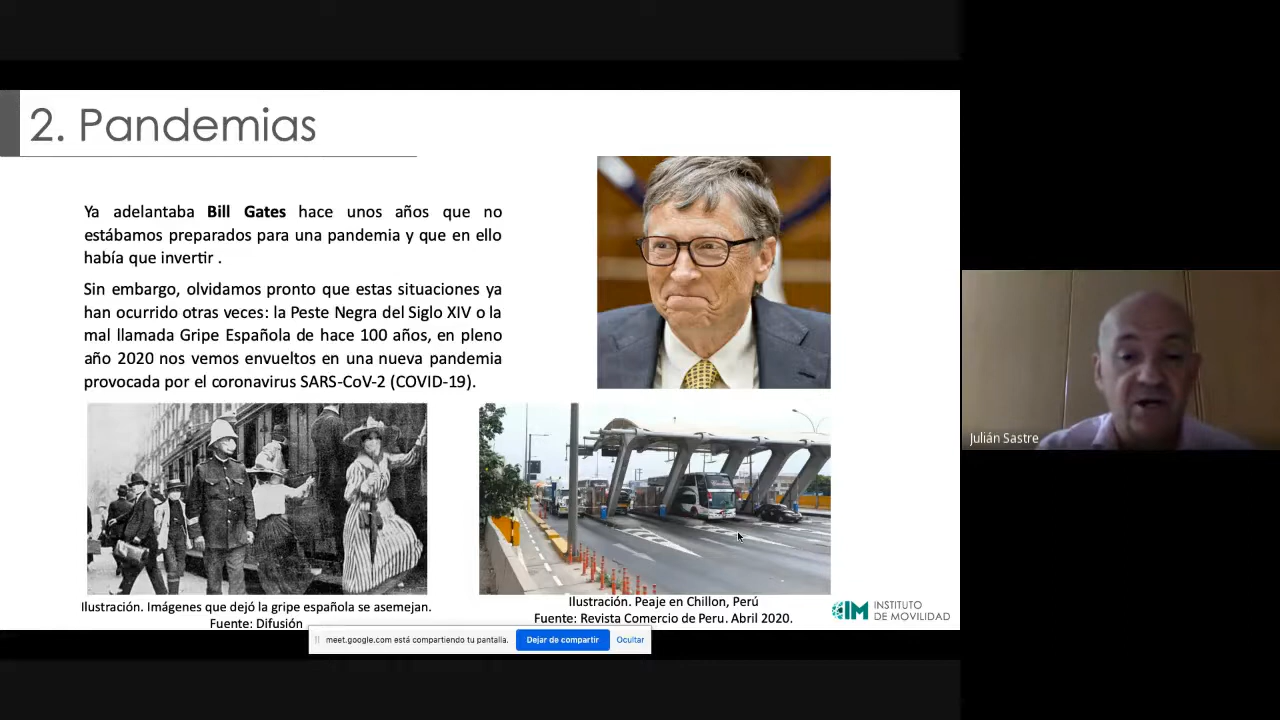 2. Pandemias
Ya adelantaba Bill Gates hace unos años que no
estábamos preparados para una pandemia y que en ello
había que invertir .
Sin embargo, olvidamos pronto que estas situaciones ya
han ocurrido otras veces: la Peste Negra del Siglo XIV o la
mal llamada Gripe Española de hace 100 años, en pleno
año 2020 nos vemos envueltos en una nueva pandemia
provocada por el coronavirus SARS-CoV-2 (COVID-19).
Ilustración. Imágenes que dejó la gripe española se asemejan.
Fuente: Difusión
Ilustración. Peaje en Chillon, Perú
Fuente: Revista Comercio de Peru. Abril 2020.
IM INSTITUTO
DE MOVILIDAD
meet.google.com está compartiendo tu pantalla.
Dejar de compartir
Ocultar
Julián Sastre